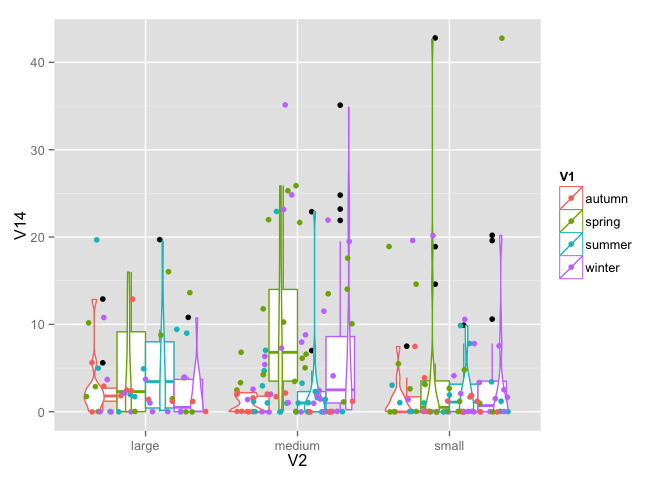 40
30
20
10
0
V14
large
medium
small
V2
V1
autumn
spring
summer
winter